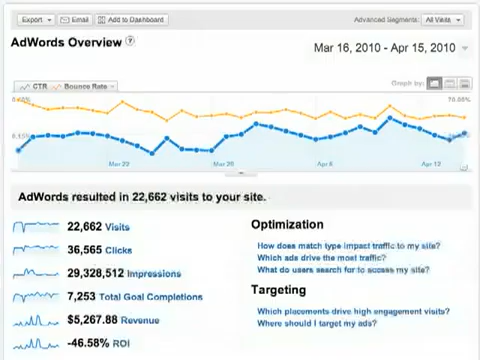 Export Email Add to Dashboard Advanced Segments: All Visits
AdWords Overview ?
Mar 16, 2010 - Apr 15, 2010
CTR Bounce Rate Graph by:
70.00%
Mar 22 Mar 29 Apr 5 Apr 12
AdWords resulted in 22,662 visits to your site.
22,662 Visits
36,565 Clicks
29,328,512 Impressions
7,253 Total Goal Completions
$5,267.88 Revenue
-46.58% ROI
Optimization
How does match type impact traffic to my site?
Which ads drive the most traffic?
What do users search for to access my site?
Targeting
Which placements drive high engagement visits?
Where should I target my ads?